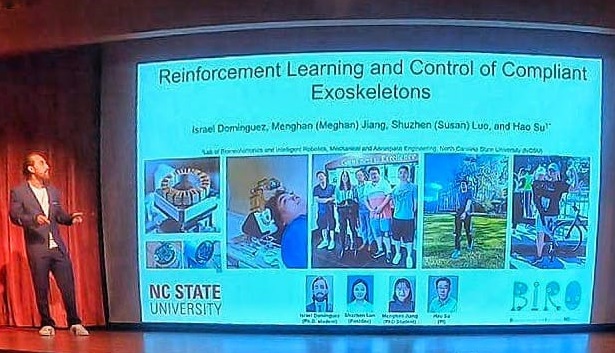 Reinforcement Learning and Control of Compliant
Exoskeletons
Israel Dominguez, Menghan (Meghan) Jiang, Shuzhen (Susan) Luo, and Hao Su¹*
¹Lab of Biomechatronics and Intelligent Robotics, Mechanical and Aerospace Engineering, North Carolina State University (NCSU)
NC STATE
UNIVERSITY
Israel Dominguez
(Ph.D. student)
Shuzhen Luo
(Postdoc)
Menghan Jiang
(PhD Student)
Hao Su
(PI)
BIRO